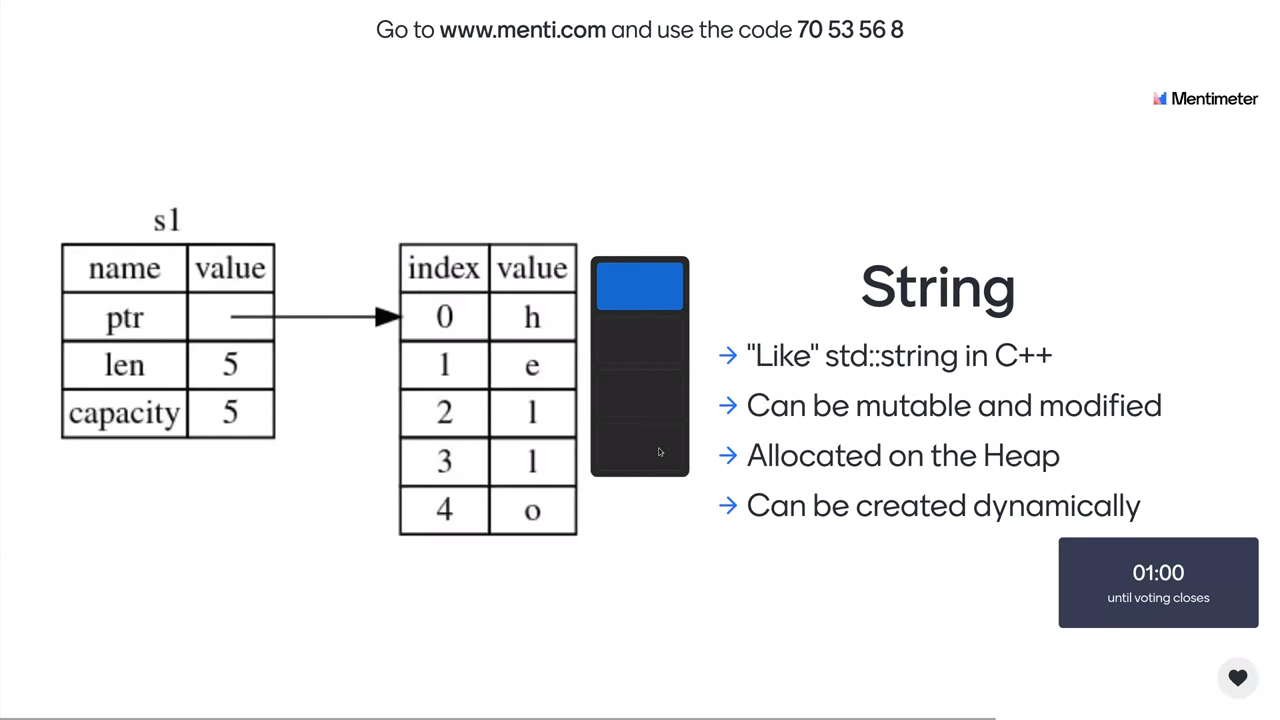 Go to www.menti.com and use the code 70 53 56 8
Mentimeter
s1
name value
ptr
len 5
capacity 5
index value
0 h
1 e
2 l
3 l
4 o
String
→ "Like" std::string in C++
→ Can be mutable and modified
→ Allocated on the Heap
→ Can be created dynamically
01:00
until voting closes